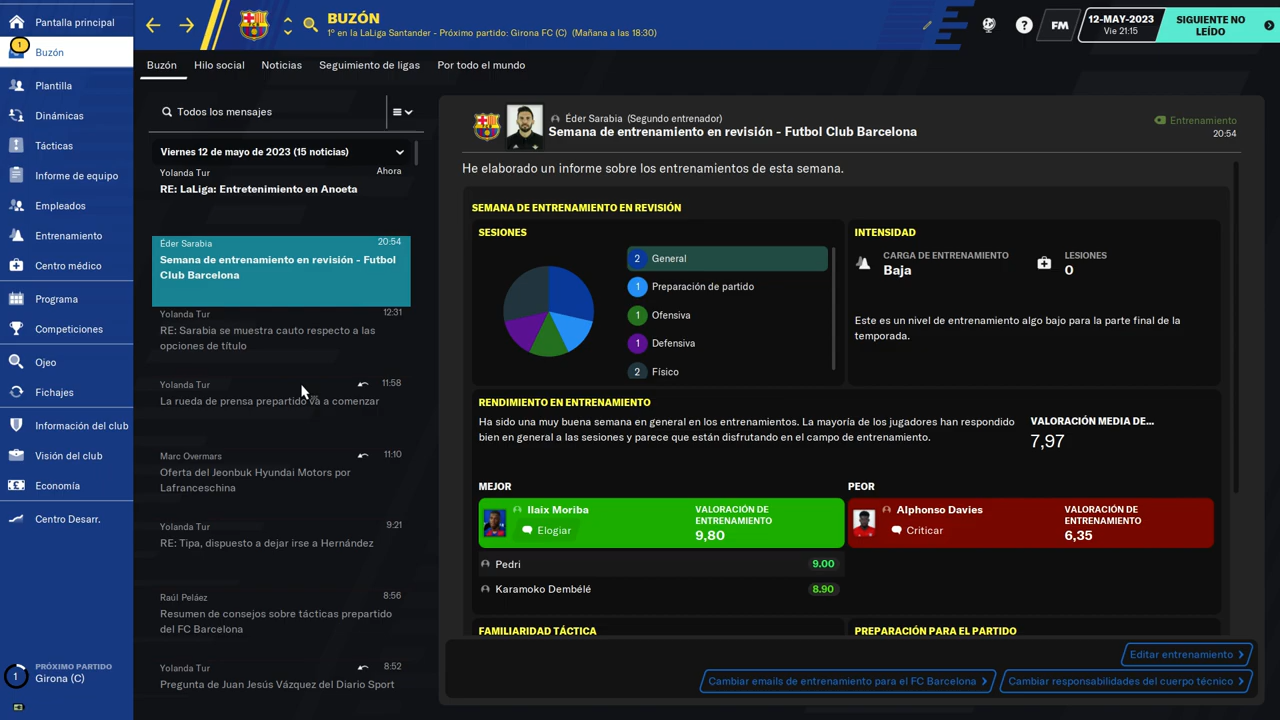 Pantalla principal
1
Buzón
Plantilla
Dinámicas
Tácticas
Informe de equipo
Empleados
Entrenamiento
Centro médico
Programa
Competiciones
Ojeo
Fichajes
Información del club
Visión del club
Economía
Centro Desarr.
1
PRÓXIMO PARTIDO
Girona (C)
BUZÓN
1º en la LaLiga Santander - Próximo partido: Girona FC (C) (Mañana a las 18:30)
?
FM
12-MAY-2023
Vie 21:15
SIGUIENTE NO
LEÍDO
Buzón Hilo social Noticias Seguimiento de ligas Por todo el mundo
Todos los mensajes
Viernes 12 de mayo de 2023 (15 noticias)
Yolanda Tur Ahora
RE: LaLiga: Entretenimiento en Anoeta
Éder Sarabia 20:54
Semana de entrenamiento en revisión - Futbol
Club Barcelona
Yolanda Tur 12:31
RE: Sarabia se muestra cauto respecto a las
opciones de título
Yolanda Tur 11:58
La rueda de prensa prepartido va a comenzar
Marc Overmars 11:10
Oferta del Jeonbuk Hyundai Motors por
Lafranceschina
Yolanda Tur 9:21
RE: Tipa, dispuesto a dejar irse a Hernández
Raúl Peláez 8:56
Resumen de consejos sobre tácticas prepartido
del FC Barcelona
Yolanda Tur 8:52
Pregunta de Juan Jesús Vázquez del Diario Sport
Éder Sarabia (Segundo entrenador)
Semana de entrenamiento en revisión - Futbol Club Barcelona
Entrenamiento
20:54
He elaborado un informe sobre los entrenamientos de esta semana.
SEMANA DE ENTRENAMIENTO EN REVISIÓN
SESIONES
2 General
1 Preparación de partido
1 Ofensiva
1 Defensiva
2 Físico
INTENSIDAD
CARGA DE ENTRENAMIENTO
Baja
LESIONES
0
Este es un nivel de entrenamiento algo bajo para la parte final de la
temporada.
RENDIMIENTO EN ENTRENAMIENTO
Ha sido una muy buena semana en general en los entrenamientos. La mayoría de los jugadores han respondido
bien en general a las sesiones y parece que están disfrutando en el campo de entrenamiento.
VALORACIÓN MEDIA DE...
7,97
MEJOR
Ilaix Moriba
Elogiar
VALORACIÓN DE
ENTRENAMIENTO
9,80
Pedri 9.00
Karamoko Dembélé 8.90
PEOR
Alphonso Davies
Criticar
VALORACIÓN DE
ENTRENAMIENTO
6,35
FAMILIARIDAD TÁCTICA
PREPARACIÓN PARA EL PARTIDO
Editar entrenamiento
Cambiar emails de entrenamiento para el FC Barcelona
Cambiar responsabilidades del cuerpo técnico